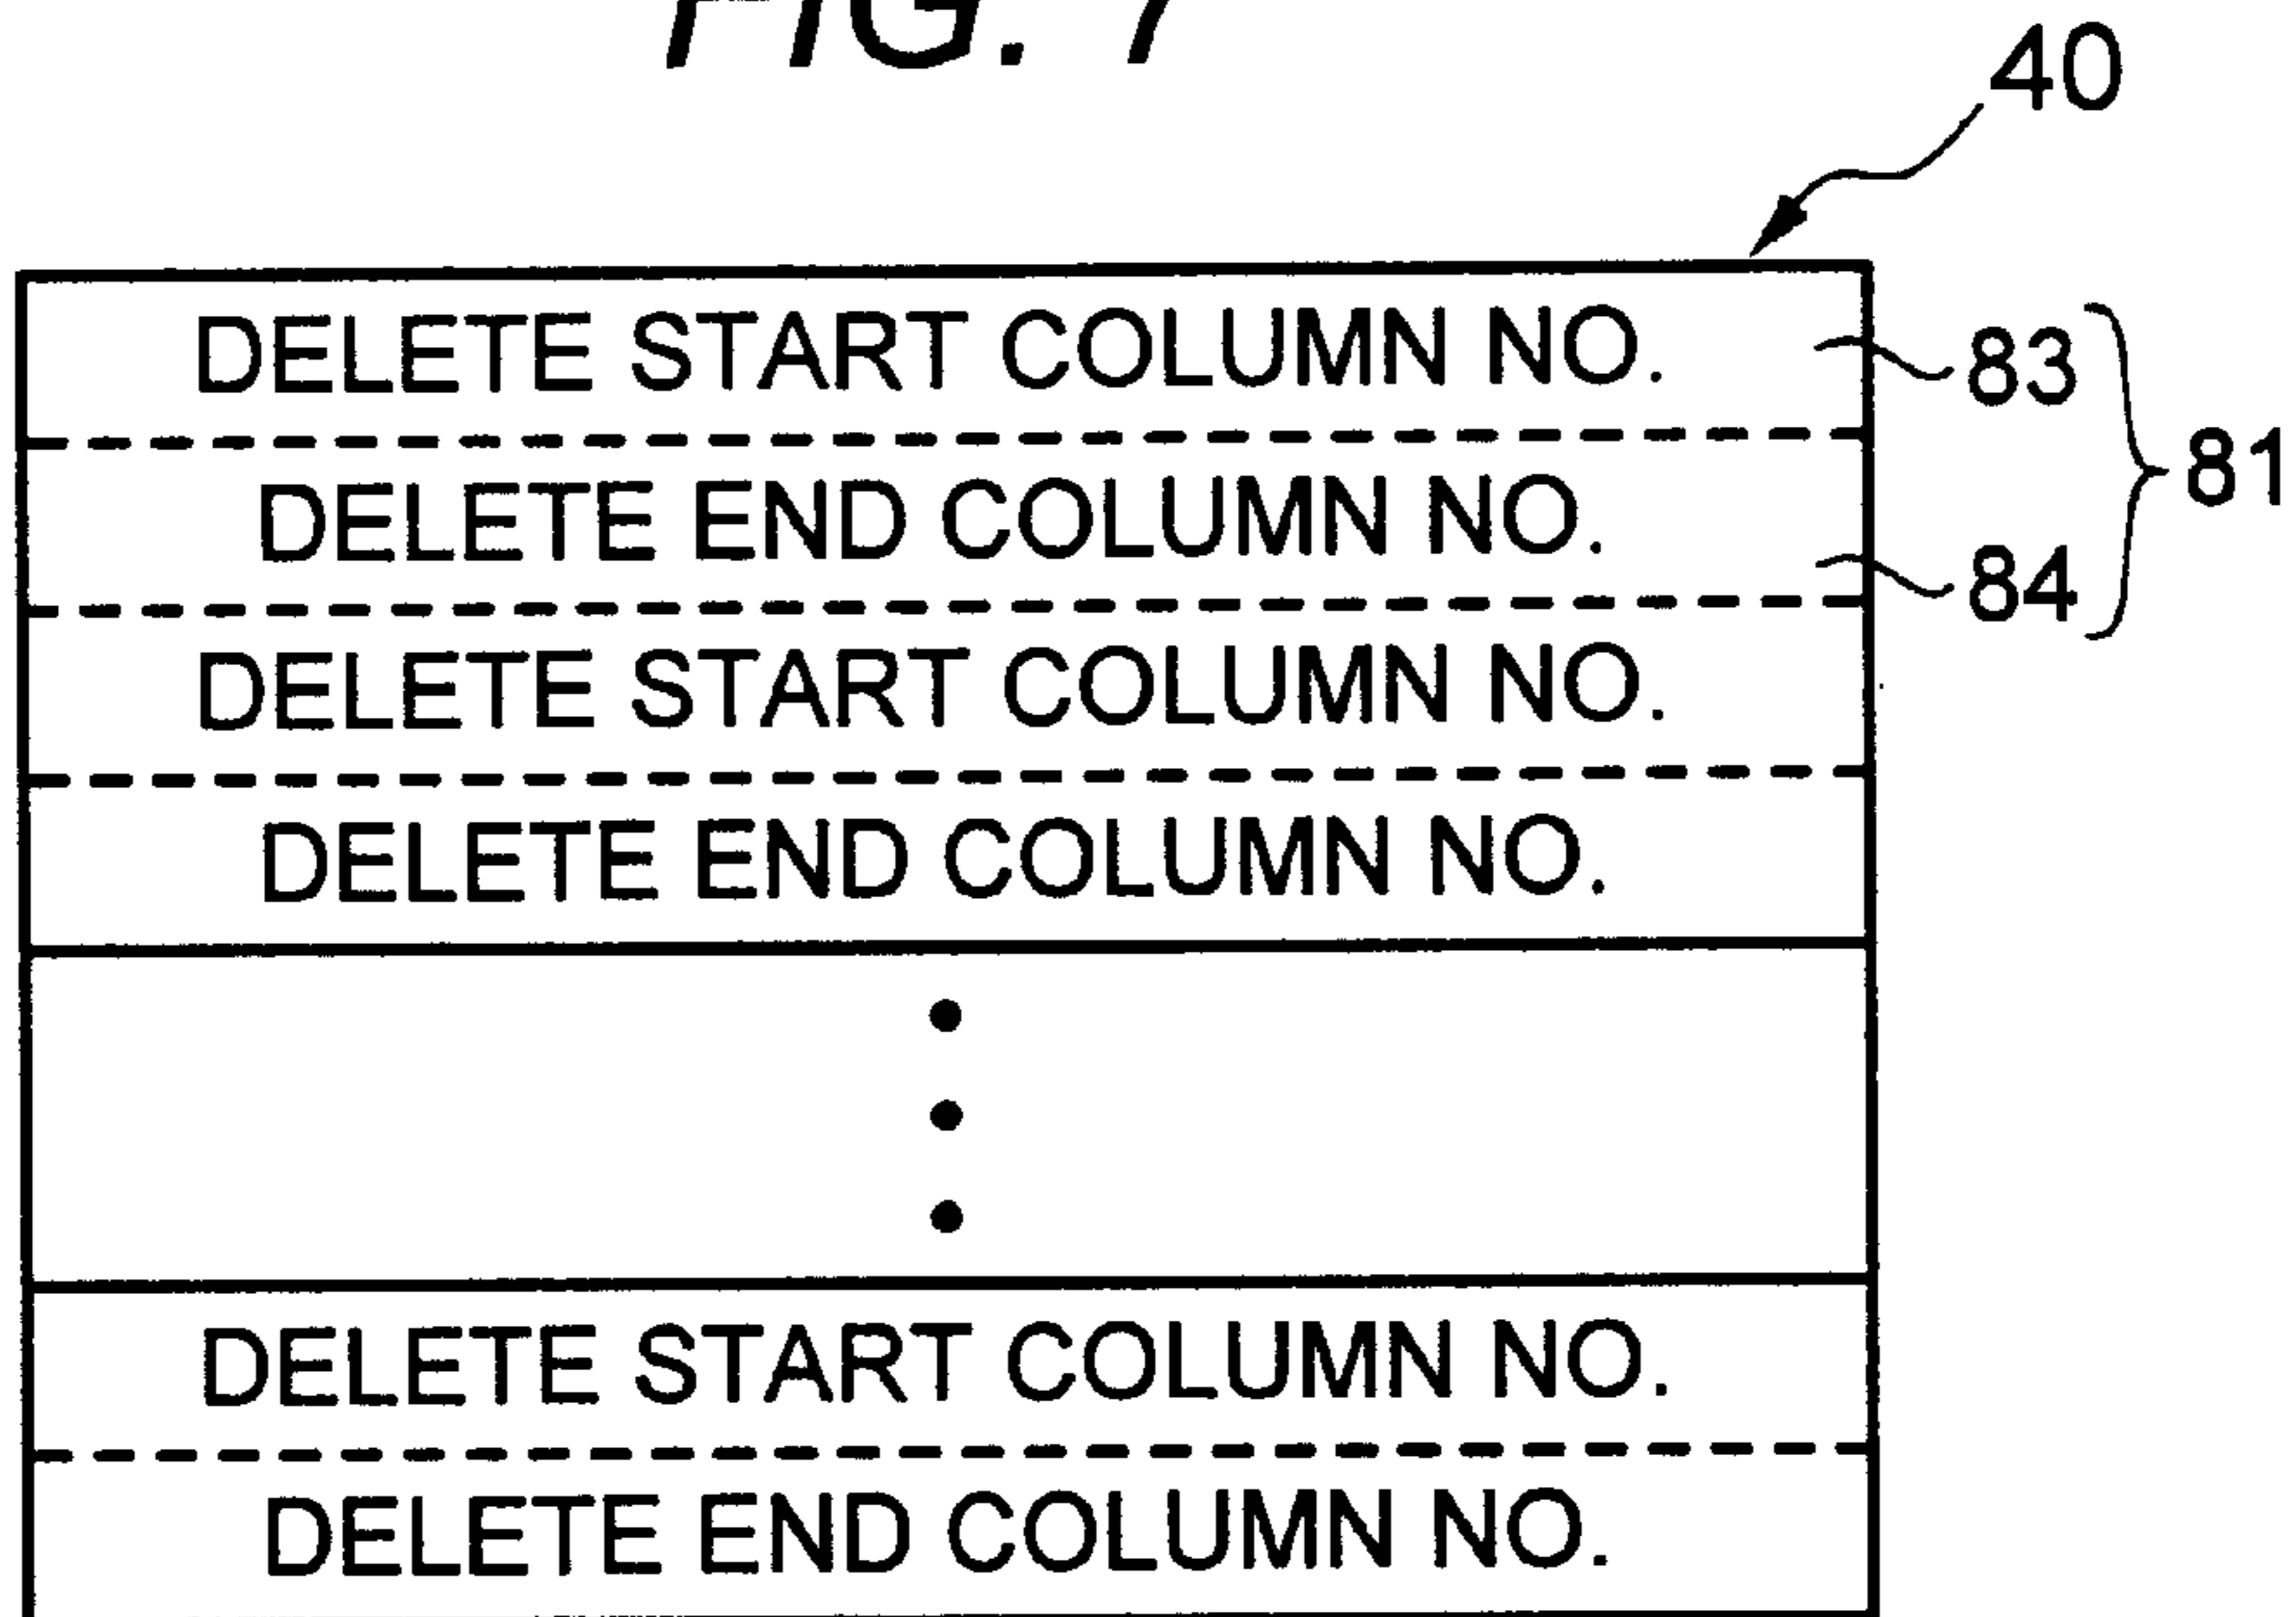 FIG. 7
40
DELETE START COLUMN NO.
83
81
DELETE END COLUMN NO.
84
DELETE START COLUMN NO.
DELETE END COLUMN NO.
DELETE START COLUMN NO.
DELETE END COLUMN NO.